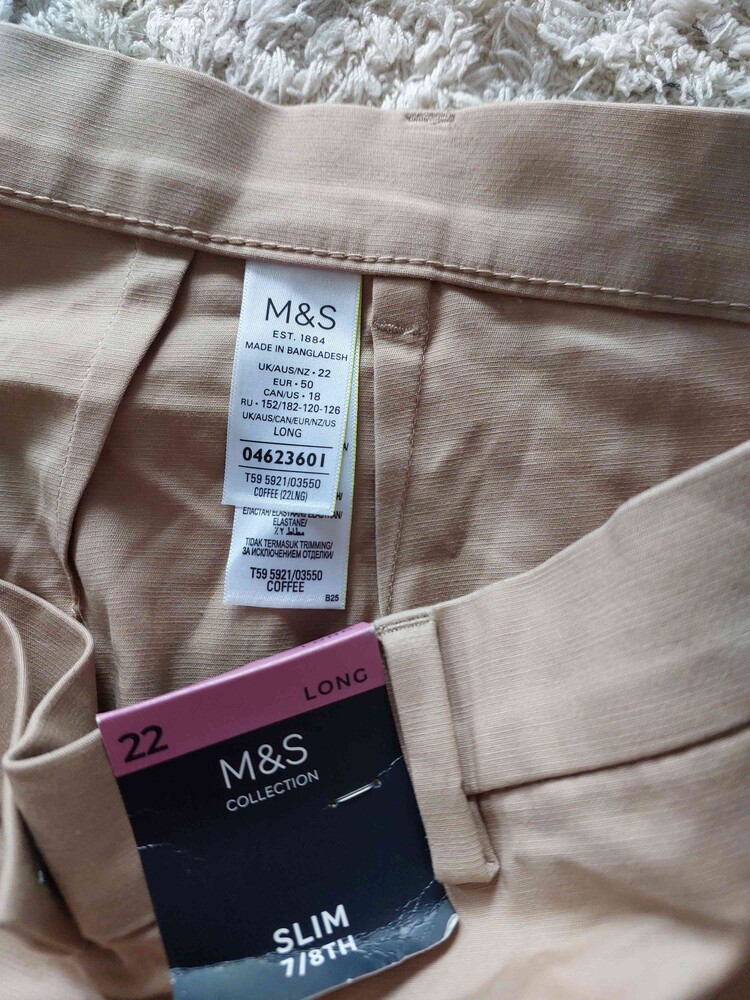 M&S
EST. 1884
MADE IN BANGLADESH
UK/AUS/NZ • 22
EUR • 50
CAN/US • 18
RU • 152/182-120-126
UK/AUS/CAN/EUR/NZ/US
LONG
04623601
T59 5921/03550
COFFEE (22LNG)
ELASTANE/
TIDAK TERMASUK TRIMMING/
ЗА ИСКЛЮЧЕНИЕМ ОТДЕЛКИ/
T59 5921/03550
COFFEE
B25
22 LONG
M&S
COLLECTION
SLIM
7/8TH